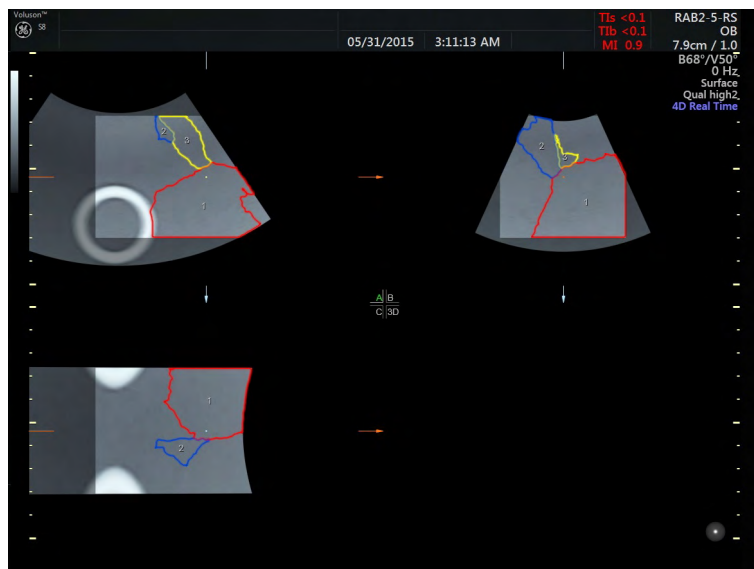 Voluson™
S8
05/31/2015 3:11:13 AM
TIs <0.1
TIb <0.1
MI 0.9
RAB2-5-RS
OB
7.9cm / 1.0
B68°/V50°
0 Hz
Surface
Qual high2
4D Real Time
2
3
1
2
3
1
A B
C 3D
1
2